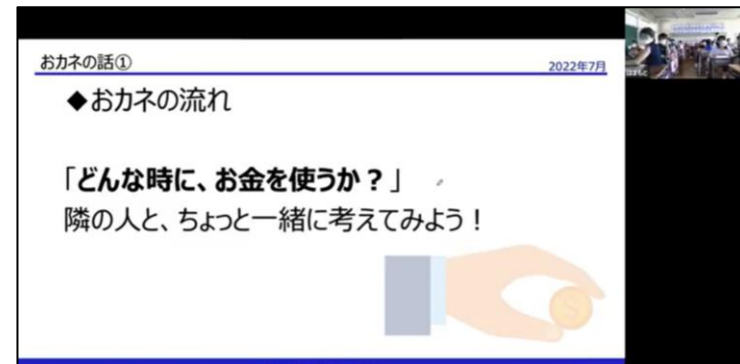 おカネの話①
2022年7月
◆おカネの流れ
「どんな時に、お金を使うか？」
隣の人と、ちょっと一緒に考えてみよう！